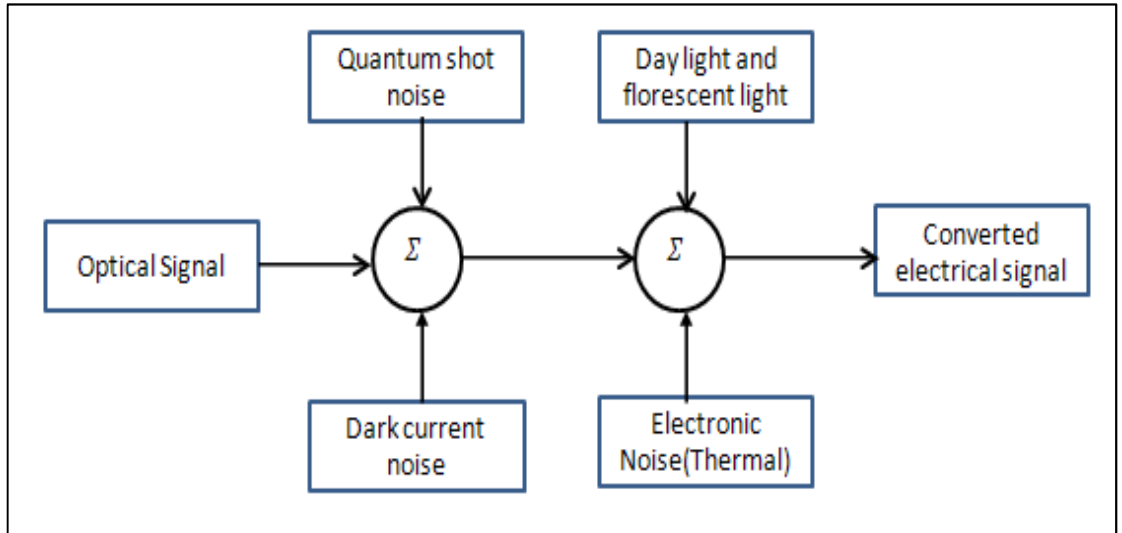 Quantum shot
noise
Day light and
florescent light
Optical Signal
Σ
Σ
Converted
electrical signal
Dark current
noise
Electronic
Noise(Thermal)